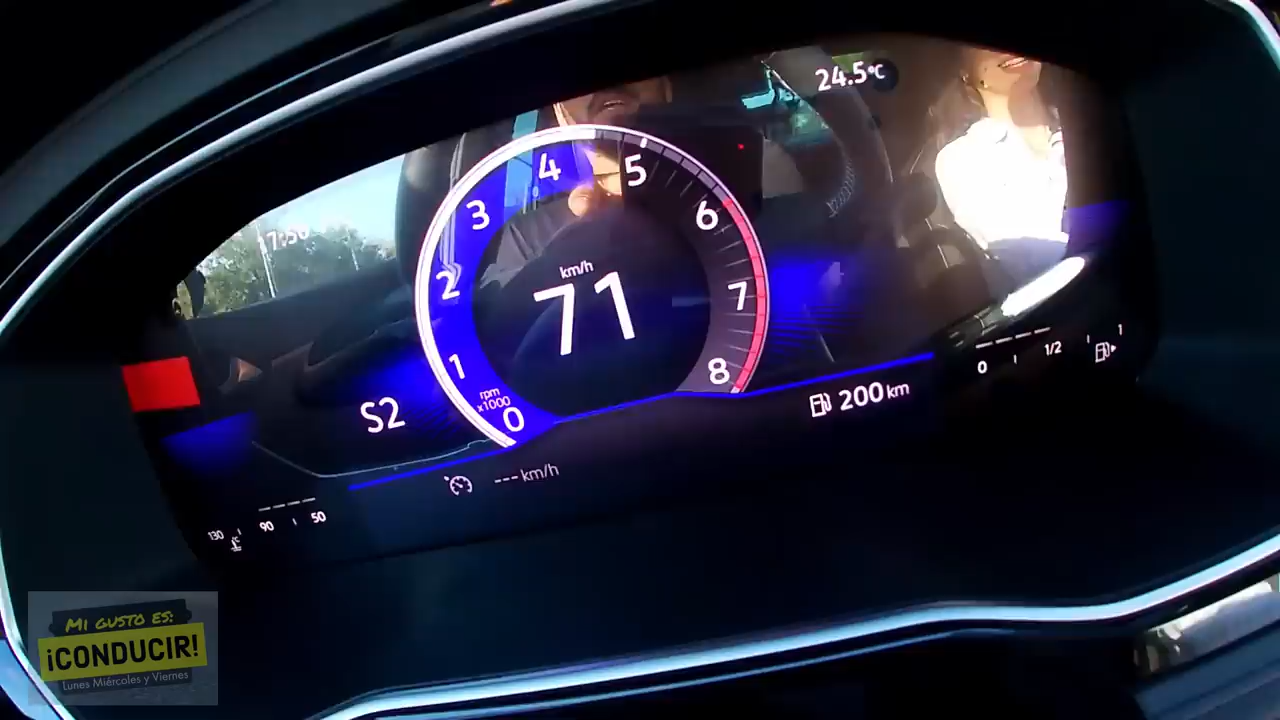 24.5°C
17:50
4
5
3
6
2
7
1
8
0
km/h
71
rpm
x1000
S2
200 km
--- km/h
130
90
50
0
1/2
1
MI GUSTO ES:
¡CONDUCIR!
Lunes Miércoles y Viernes